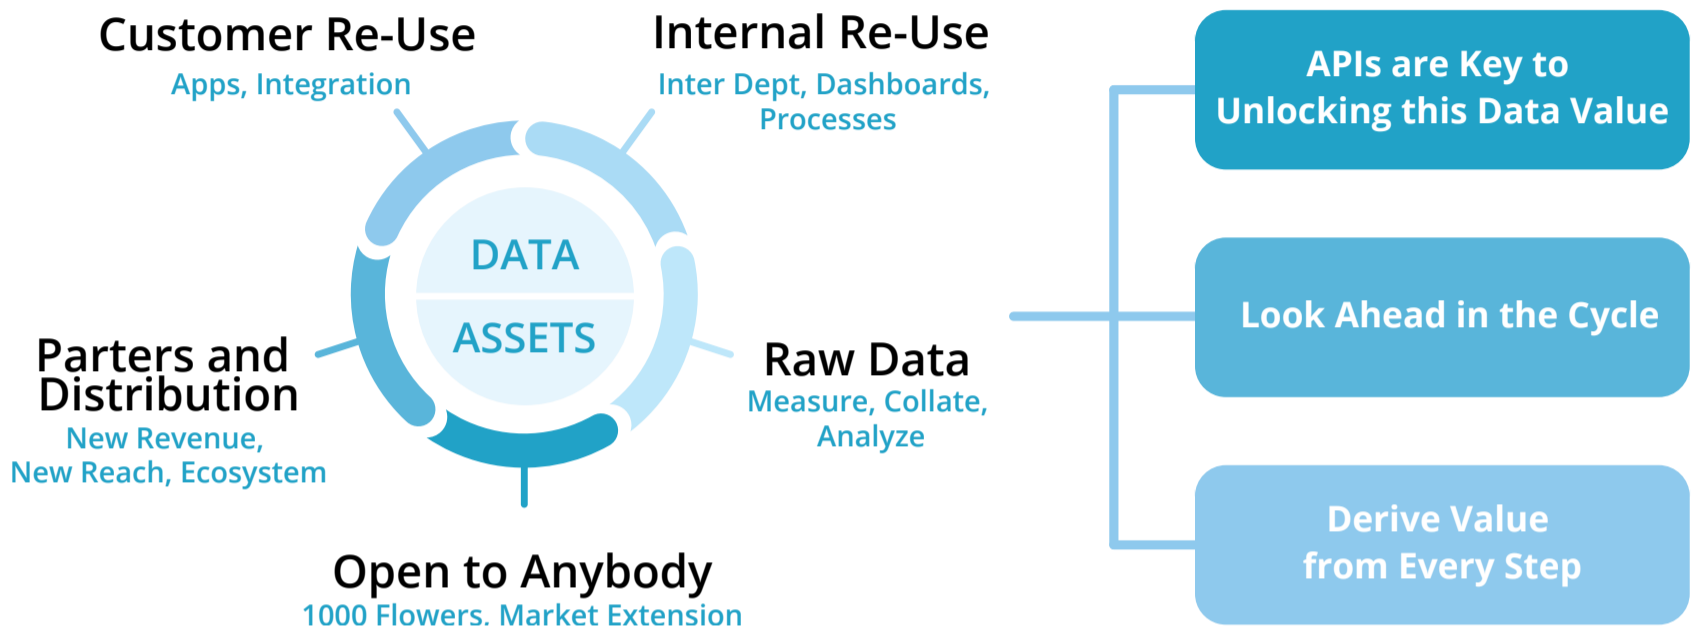 Customer Re-Use
Apps, Integration
Internal Re-Use
Inter Dept, Dashboards,
Processes
DATA
ASSETS
Parters and
Distribution
New Revenue,
New Reach, Ecosystem
Raw Data
Measure, Collate,
Analyze
Open to Anybody
1000 Flowers, Market Extension
APIs are Key to
Unlocking this Data Value
Look Ahead in the Cycle
Derive Value
from Every Step